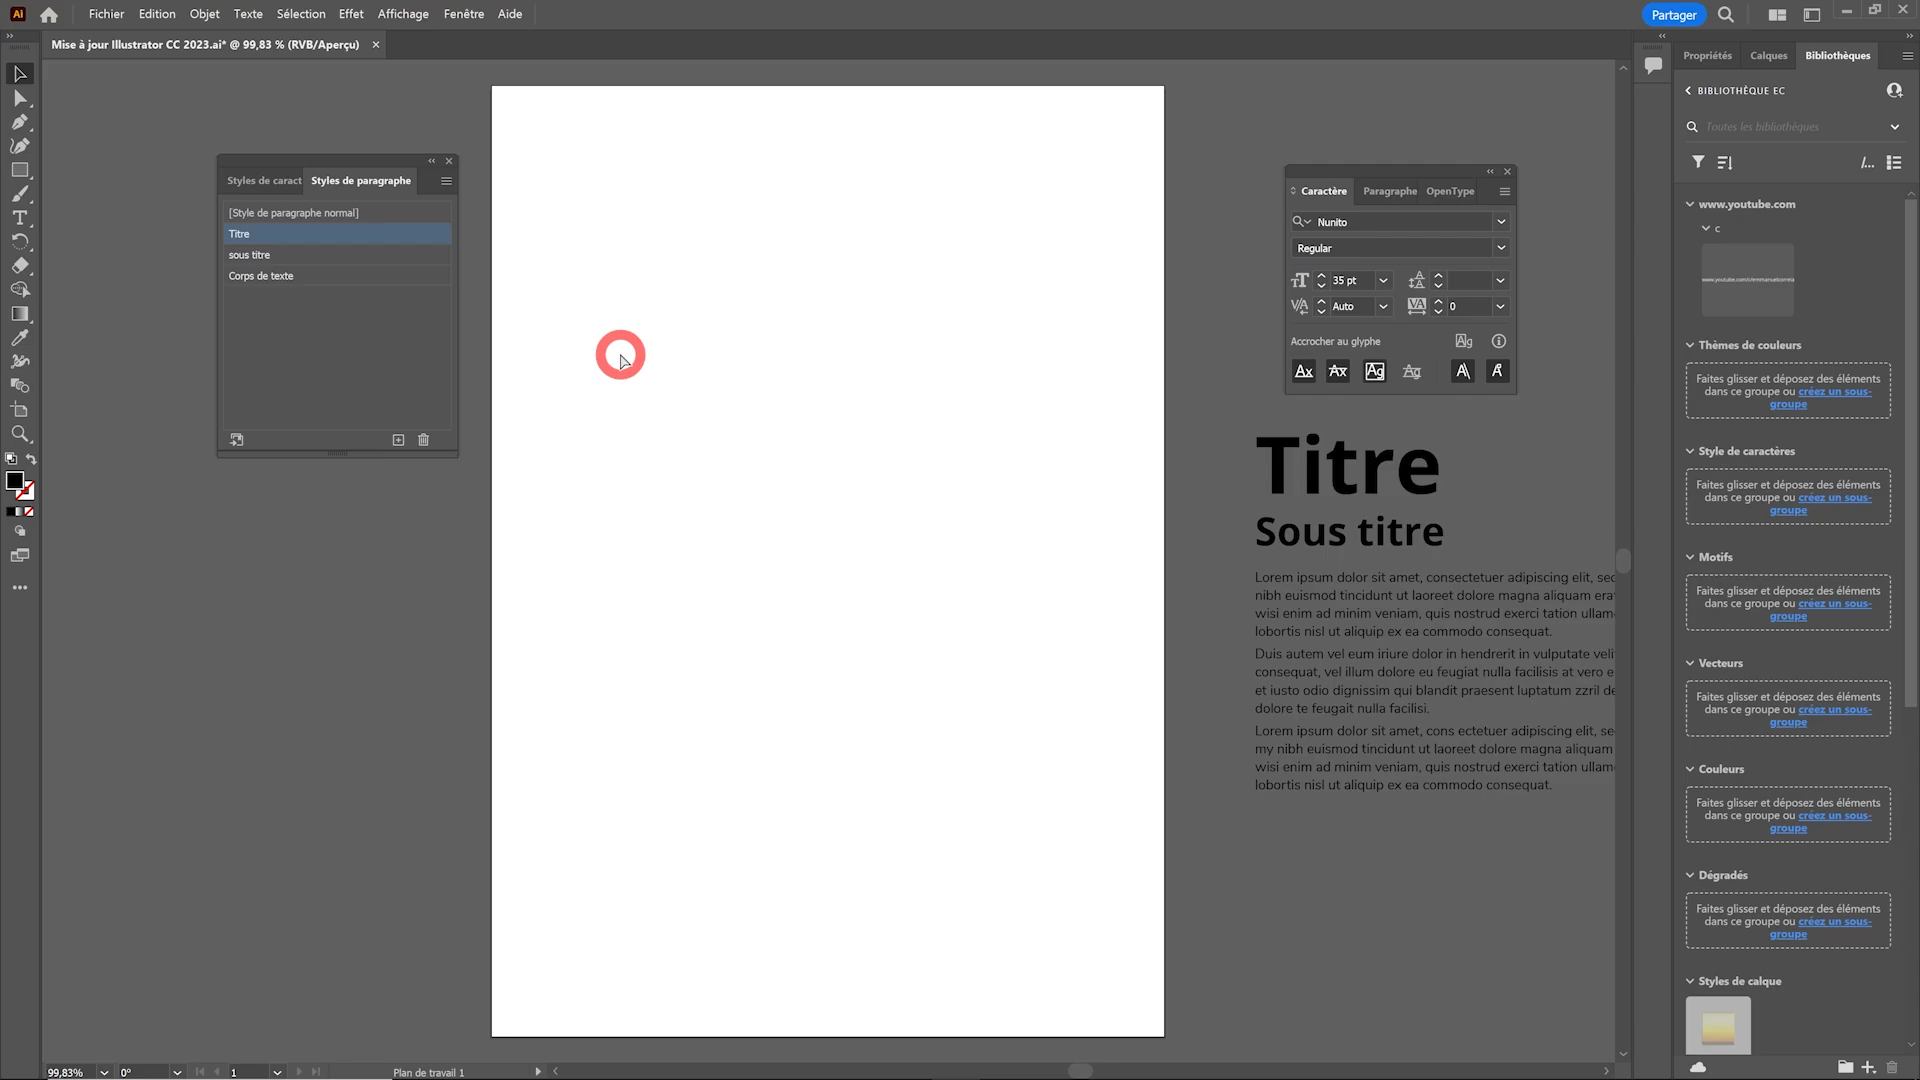 Ai Fichier Edition Objet Texte Sélection Effet Affichage Fenêtre Aide Partager
Mise à jour Illustrator CC 2023.ai* @ 99,83 % (RVB/Aperçu)
Styles de caract Styles de paragraphe
[Style de paragraphe normal]
Titre
sous titre
Corps de texte
Caractère Paragraphe OpenType
Nunito
Regular
35 pt
Auto 0
Accrocher au glyphe
Titre
Sous titre
Lorem ipsum dolor sit amet, consectetuer adipiscing elit, sec
nibh euismod tincidunt ut laoreet dolore magna aliquam erat
wisi enim ad minim veniam, quis nostrud exerci tation ullam
lobortis nisl ut aliquip ex ea commodo consequat.
Duis autem vel eum iriure dolor in hendrerit in vulputate veli
consequat, vel illum dolore eu feugiat nulla facilisis at vero e
et iusto odio dignissim qui blandit praesent luptatum zzril de
dolore te feugait nulla facilisi.
Lorem ipsum dolor sit amet, cons ectetuer adipiscing elit, se
my nibh euismod tincidunt ut laoreet dolore magna aliquam
wisi enim ad minim veniam, quis nostrud exerci tation ullam
lobortis nisl ut aliquip ex ea commodo consequat.
Propriétés Calques Bibliothèques
BIBLIOTHÈQUE EC
Toutes les bibliothèques
/...
www.youtube.com
c
Thèmes de couleurs
Faites glisser et déposez des éléments
dans ce groupe ou créez un sous-
groupe
Style de caractères
Faites glisser et déposez des éléments
dans ce groupe ou créez un sous-
groupe
Motifs
Faites glisser et déposez des éléments
dans ce groupe ou créez un sous-
groupe
Vecteurs
Faites glisser et déposez des éléments
dans ce groupe ou créez un sous-
groupe
Couleurs
Faites glisser et déposez des éléments
dans ce groupe ou créez un sous-
groupe
Dégradés
Faites glisser et déposez des éléments
dans ce groupe ou créez un sous-
groupe
Styles de calque
99,83% 0° 1 Plan de travail 1